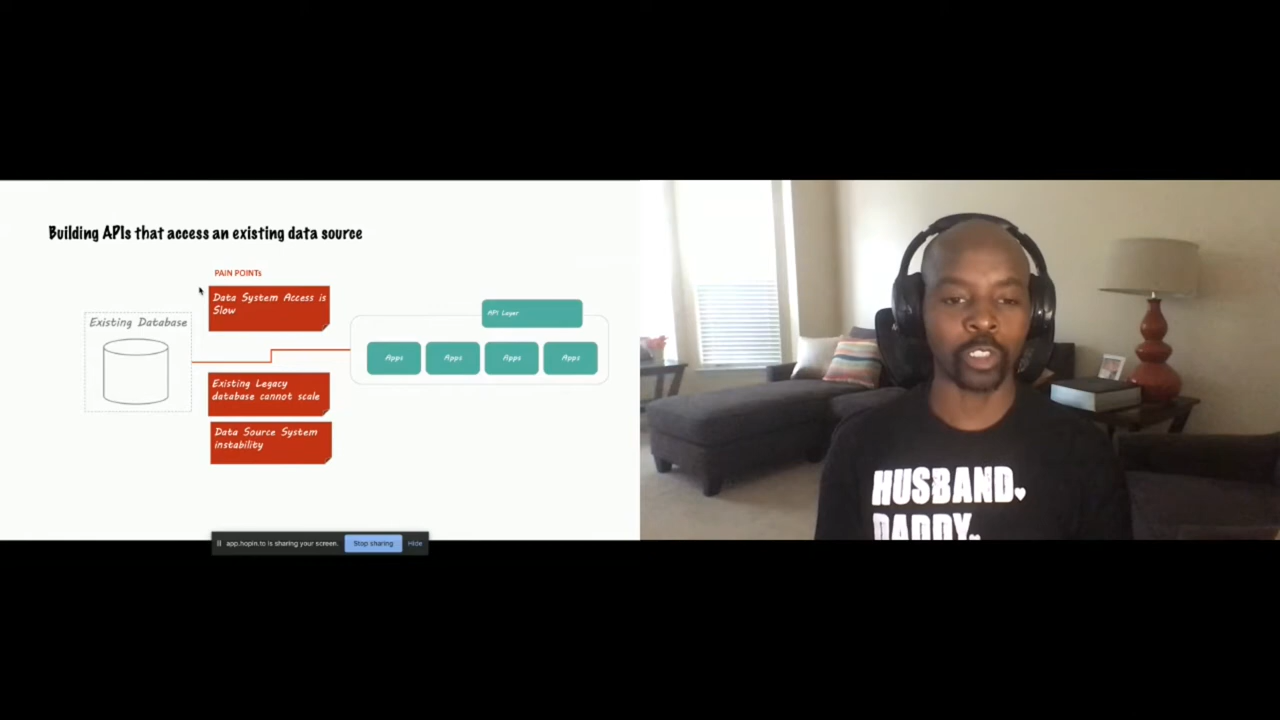 Building APIs that access an existing data source
PAIN POINTs
Data System Access is
Slow
Existing Database
API Layer
Apps Apps Apps Apps
Existing Legacy
database cannot scale
Data Source System
instability
app.hopin.to is sharing your screen. Stop sharing Hide
HUSBAND.
DADDY.